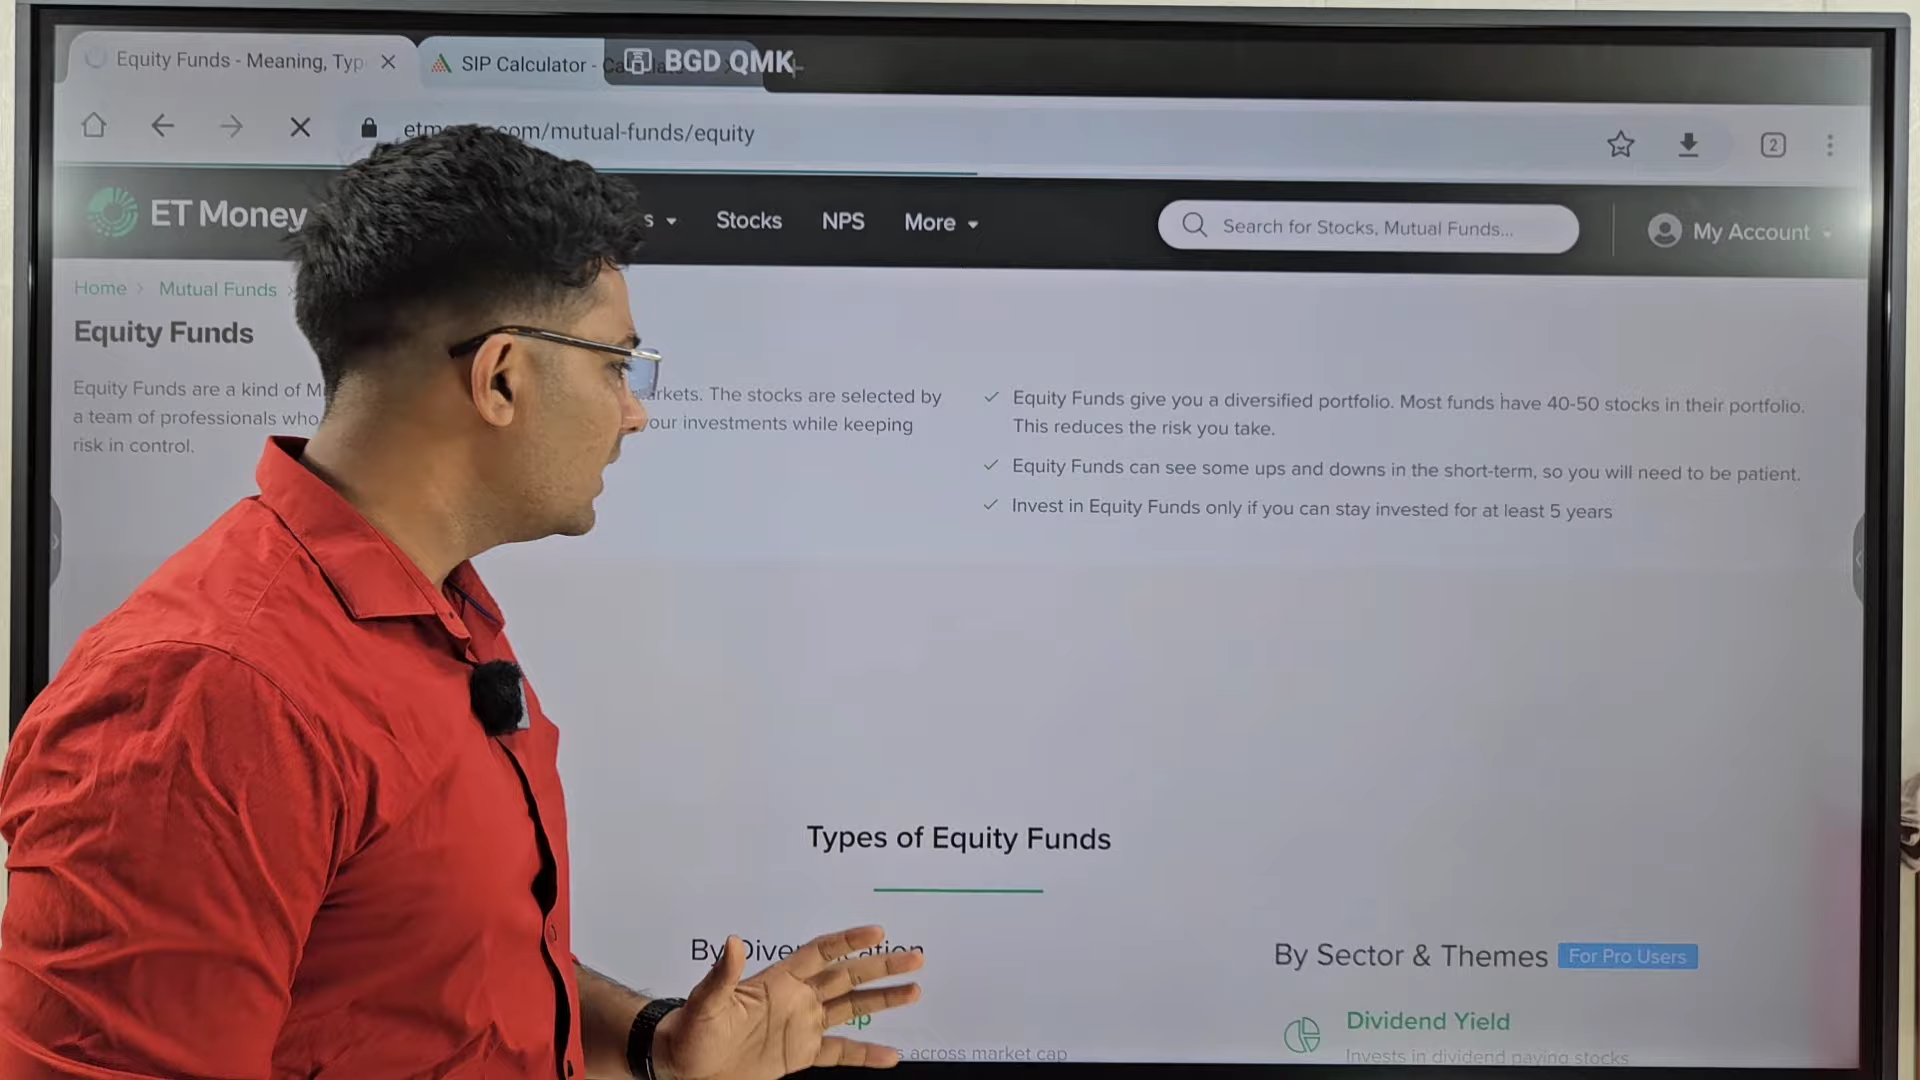 Equity Funds - Meaning, Typ
SIP Calculator -
BGD QMK
com/mutual-funds/equity
2
ET Money
Stocks
NPS
More
Search for Stocks, Mutual Funds...
My Account
Home > Mutual Funds >
Equity Funds
Equity Funds are a kind of M
arkets. The stocks are selected by
a team of professionals who
our investments while keeping
risk in control.
Equity Funds give you a diversified portfolio. Most funds have 40-50 stocks in their portfolio.
This reduces the risk you take.
Equity Funds can see some ups and downs in the short-term, so you will need to be patient.
Invest in Equity Funds only if you can stay invested for at least 5 years
Types of Equity Funds
By Dive
ation
By Sector & Themes
For Pro Users
ap
s across market cap
Dividend Yield
Invests in dividend paying stocks